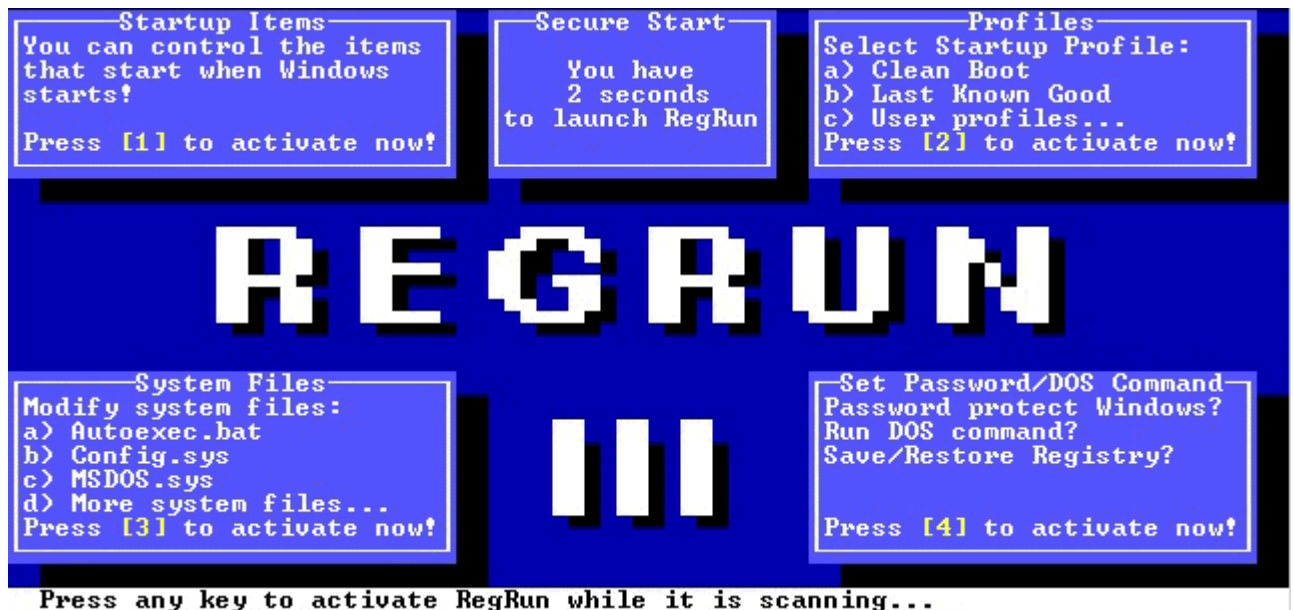 Startup Items
You can control the items
that start when Windows
starts!
Press [1] to activate now!
Secure Start
You have
2 seconds
to launch RegRun
Profiles
Select Startup Profile:
a) Clean Boot
b) Last Known Good
c) User profiles...
Press [2] to activate now!
REGRUN
III
System Files
Modify system files:
a) Autoexec.bat
b) Config.sys
c) MSDOS.sys
d) More system files...
Press [3] to activate now!
Set Password/DOS Command
Password protect Windows?
Run DOS command?
Save/Restore Registry?
Press [4] to activate now!
Press any key to activate RegRun while it is scanning...